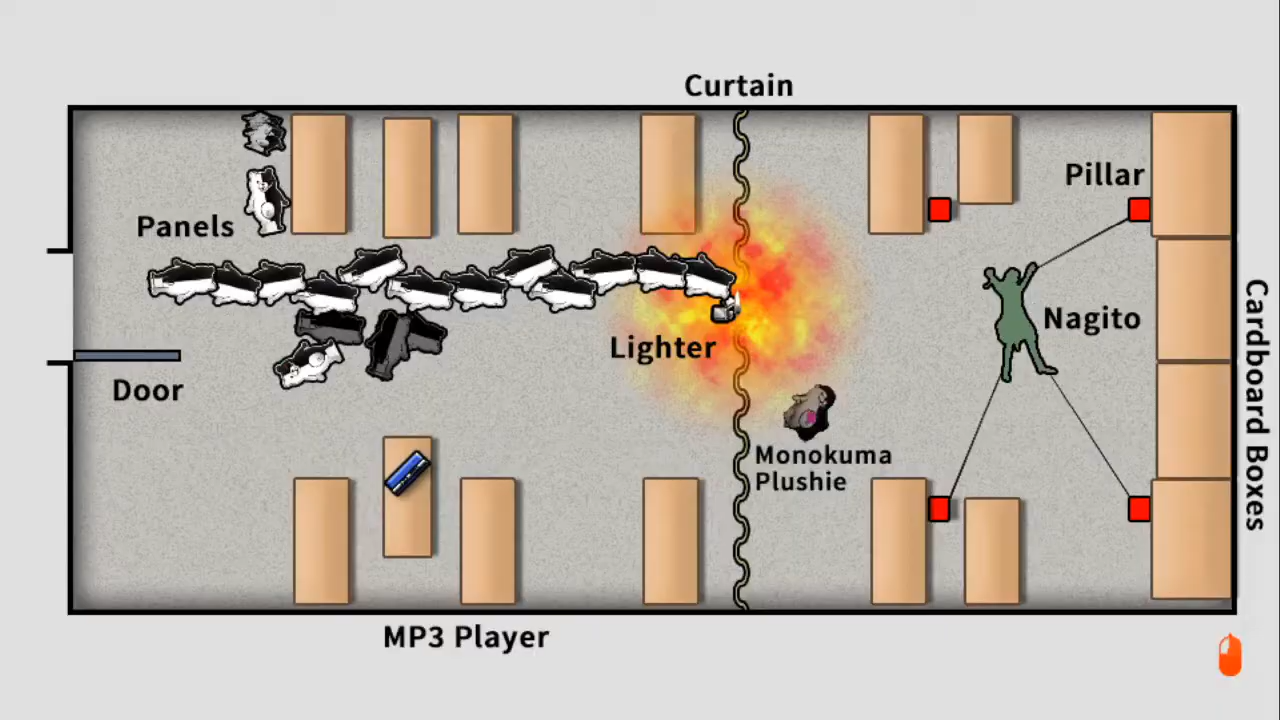 Curtain
Pillar
Panels
Nagito
Lighter
Door
Cardboard Boxes
Monokuma
Plushie
MP3 Player